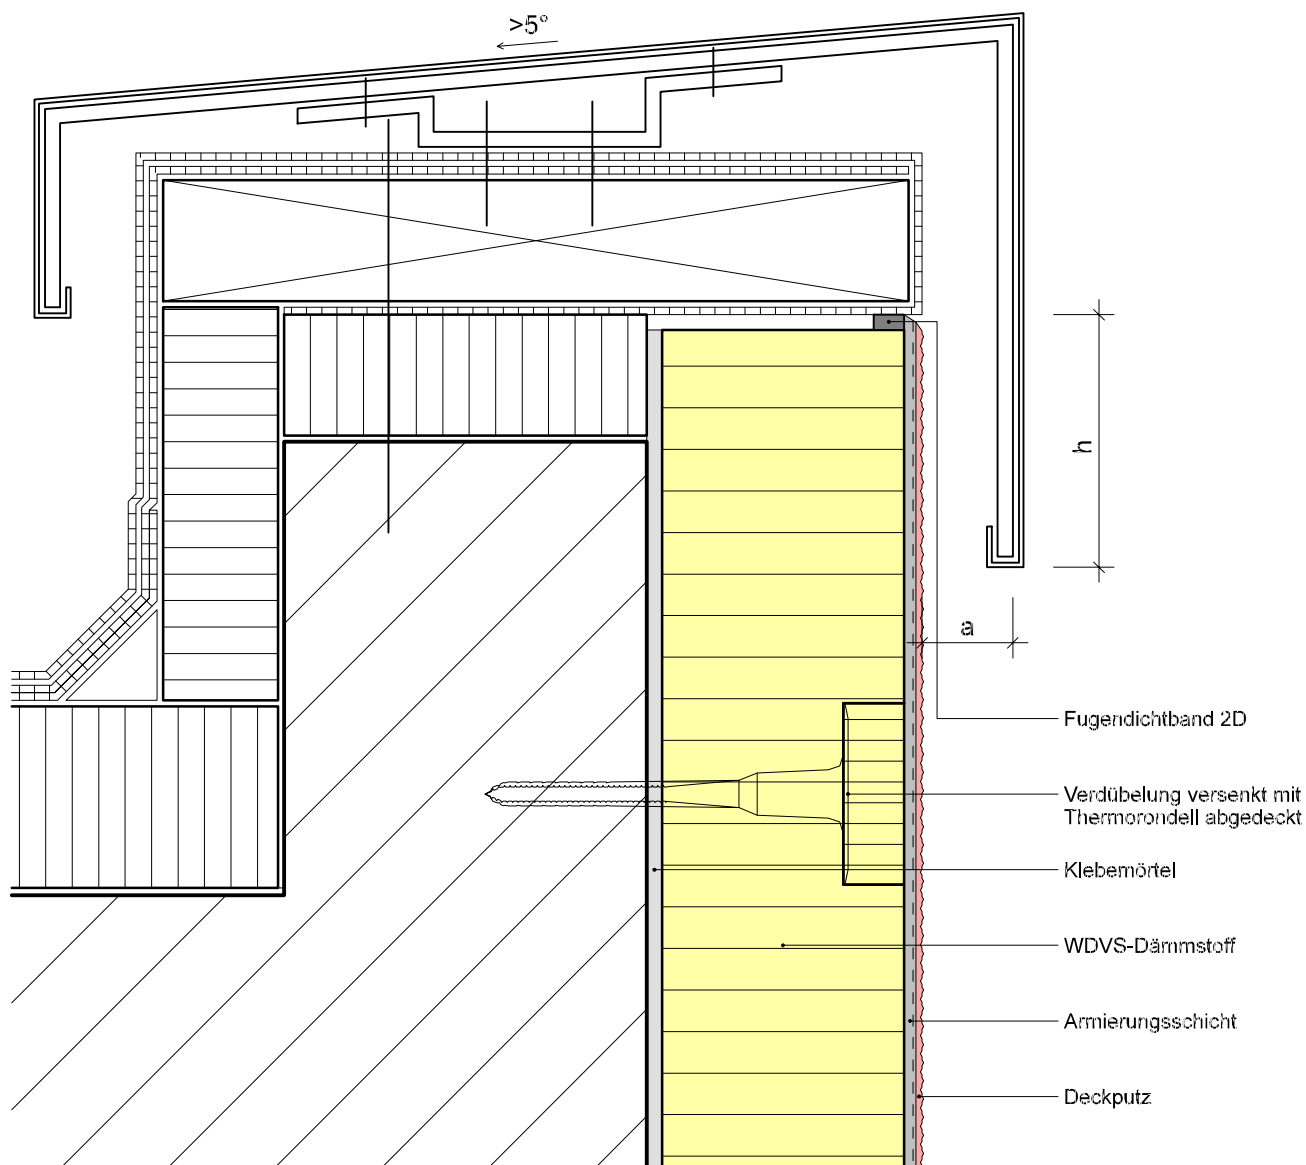 >5°
h
a
Fugendichtband 2D
Verdübelung versenkt mit
Thermorondell abgedeckt
Klebemörtel
WDVS-Dämmstoff
Armierungsschicht
Deckputz